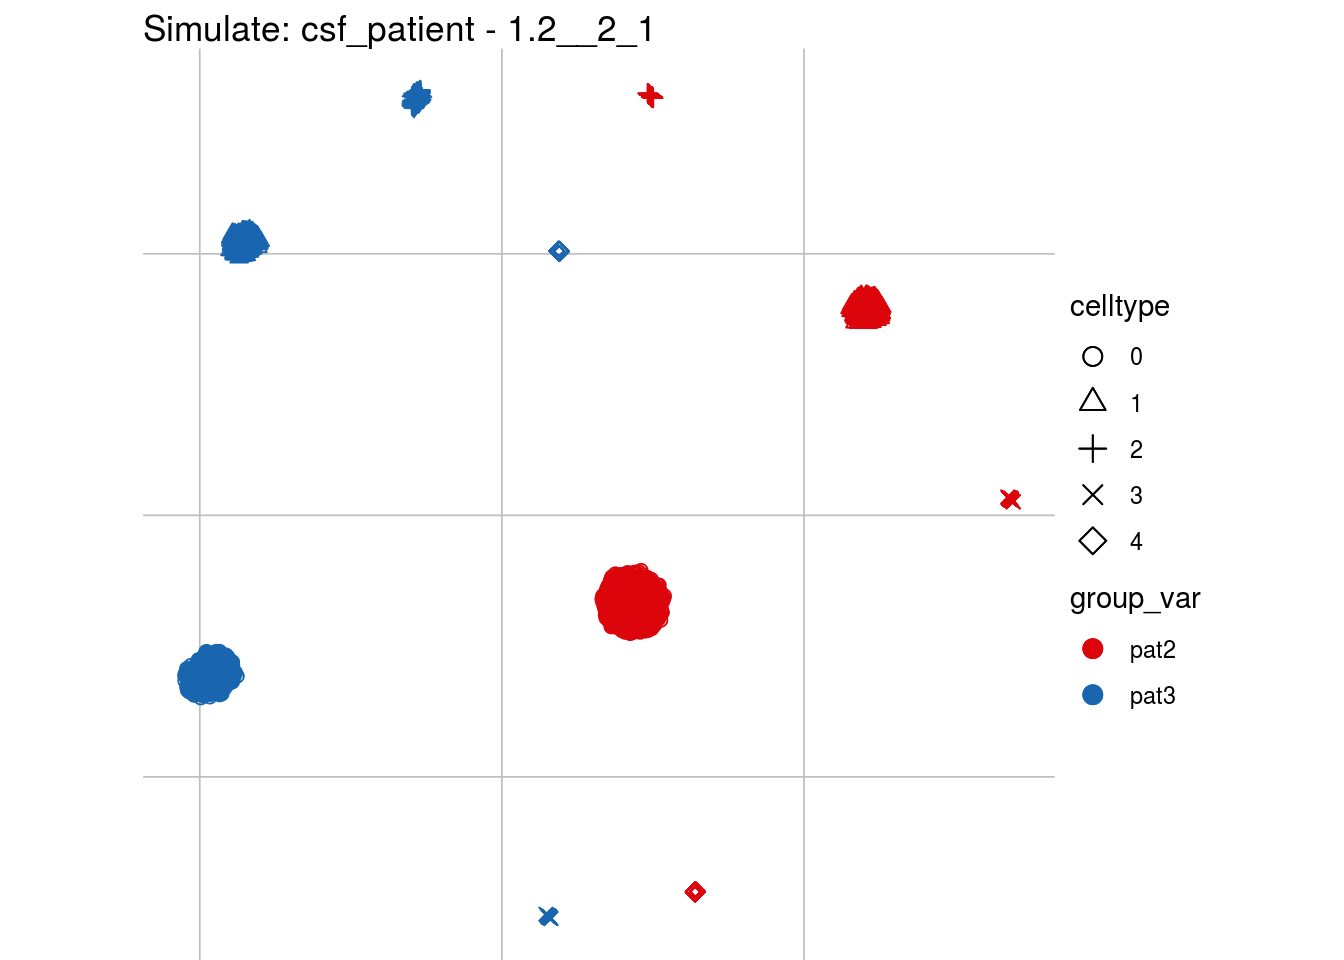 Simulate: csf_patient - 1.2__2_1
celltype
0
1
2
3
4
group_var
pat2
pat3